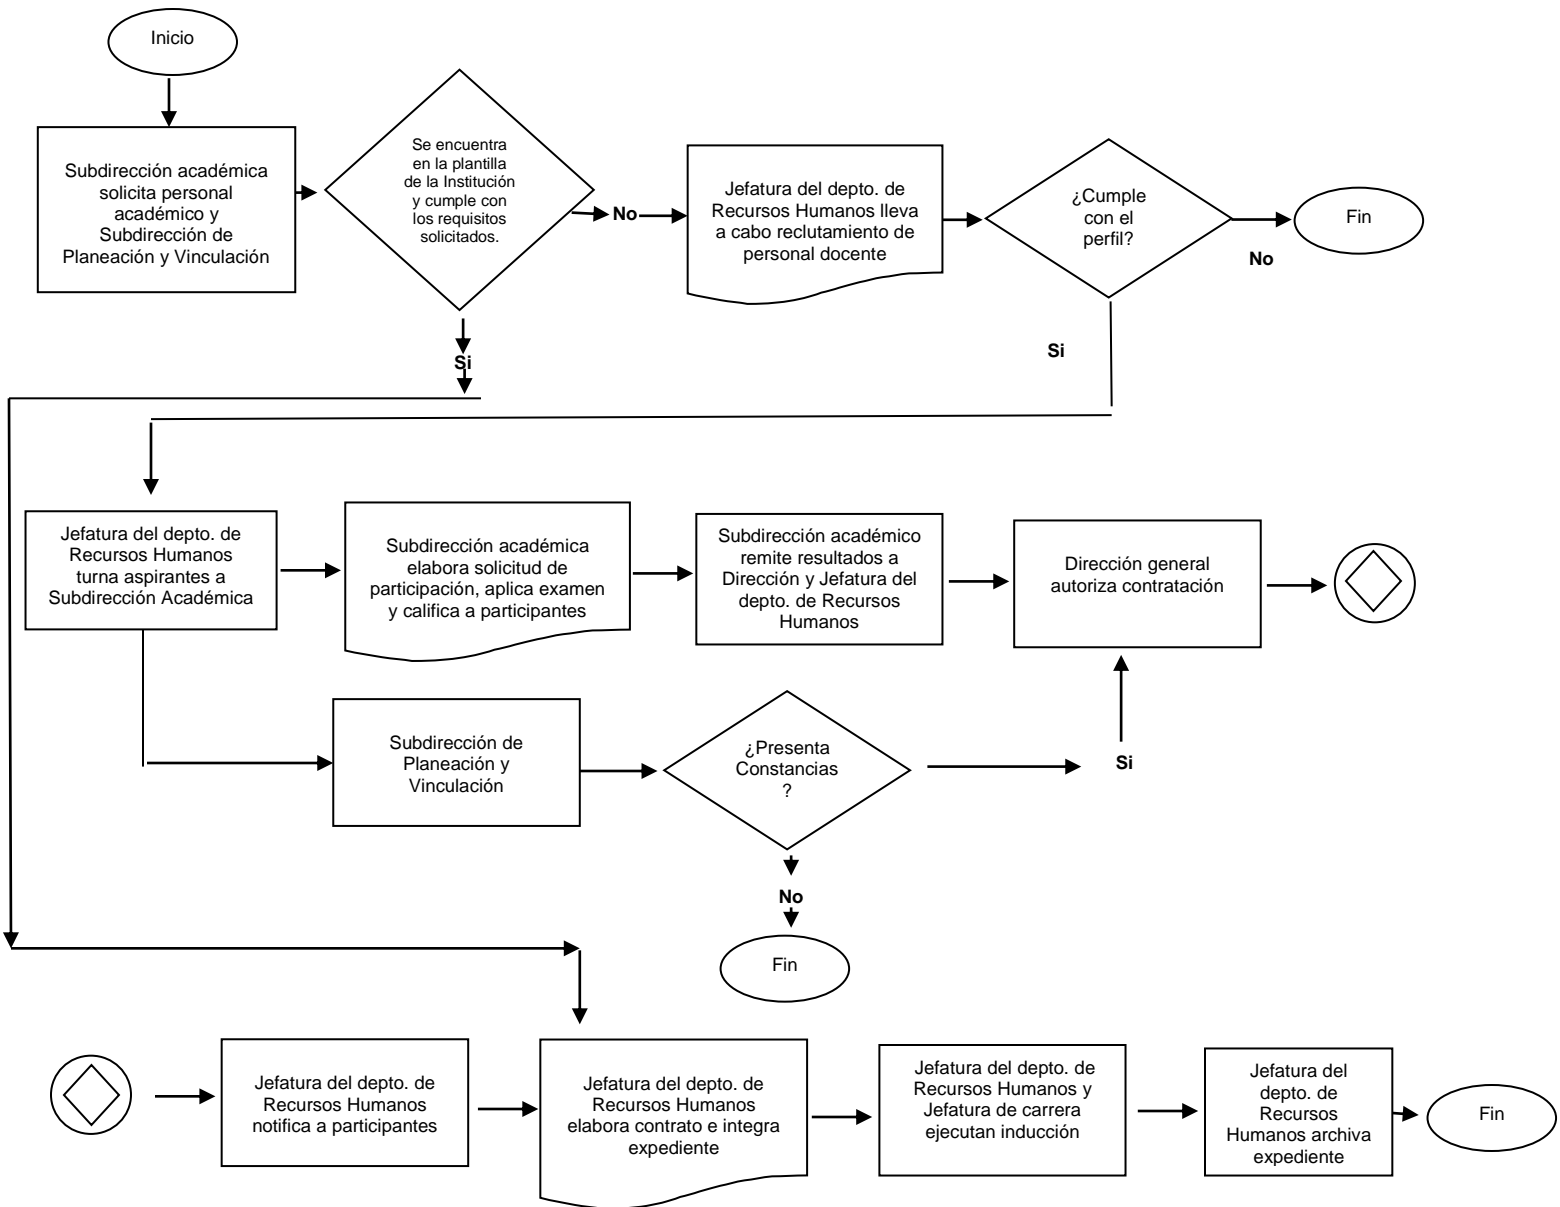 Inicio
Subdirección académica
solicita personal
académico y
Subdirección de
Planeación y Vinculación
Se encuentra
en la plantilla
de la Institución
y cumple con
los requisitos
solicitados.
No
Jefatura del depto. de
Recursos Humanos lleva
a cabo reclutamiento de
personal docente
¿Cumple
con el
perfil?
No
Fin
Si
Si
Jefatura del depto. de
Recursos Humanos
turna aspirantes a
Subdirección Académica
Subdirección académica
elabora solicitud de
participación, aplica examen
y califica a participantes
Subdirección académico
remite resultados a
Dirección y Jefatura del
depto. de Recursos
Humanos
Dirección general
autoriza contratación
Subdirección de
Planeación y
Vinculación
¿Presenta
Constancias
?
Si
No
Fin
Jefatura del depto. de
Recursos Humanos
notifica a participantes
Jefatura del depto. de
Recursos Humanos
elabora contrato e integra
expediente
Jefatura del depto. de
Recursos Humanos y
Jefatura de carrera
ejecutan inducción
Jefatura del
depto. de
Recursos
Humanos archiva
expediente
Fin